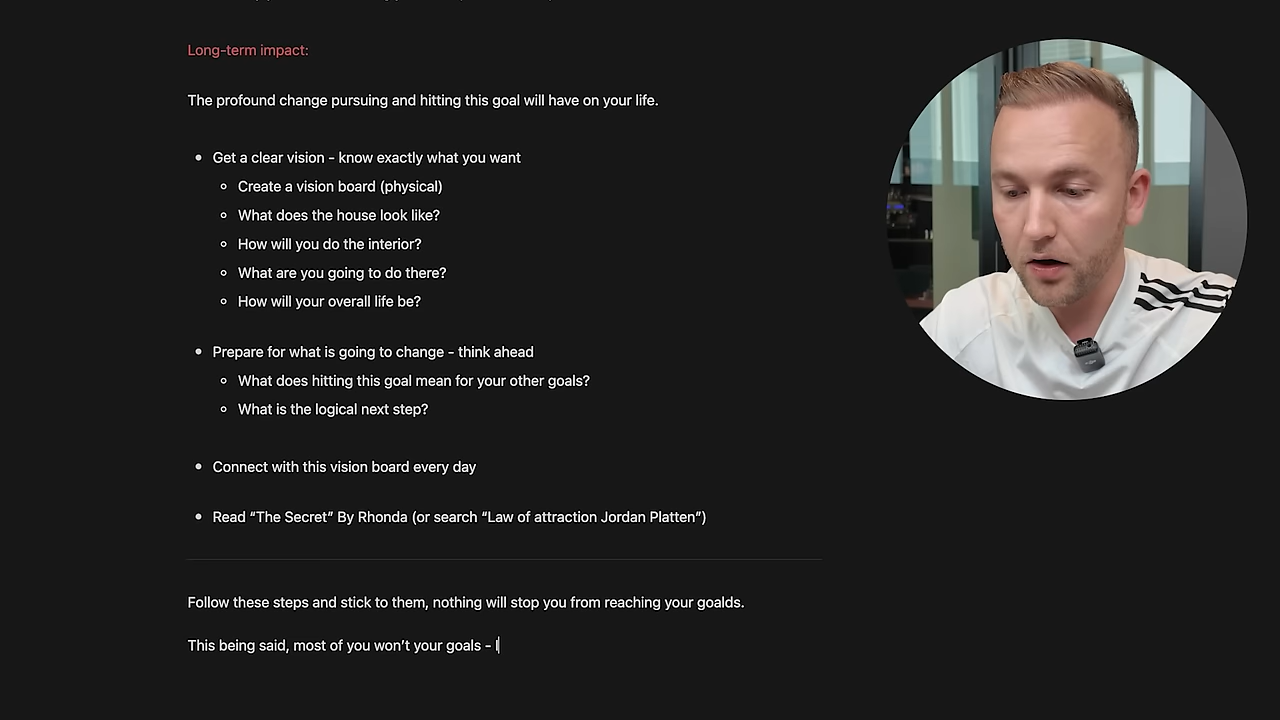 Long-term impact:
The profound change pursuing and hitting this goal will have on your life.
Get a clear vision - know exactly what you want
Create a vision board (physical)
What does the house look like?
How will you do the interior?
What are you going to do there?
How will your overall life be?
Prepare for what is going to change - think ahead
What does hitting this goal mean for your other goals?
What is the logical next step?
Connect with this vision board every day
Read “The Secret” By Rhonda (or search “Law of attraction Jordan Platten”)
Follow these steps and stick to them, nothing will stop you from reaching your goalds.
This being said, most of you won’t your goals - I